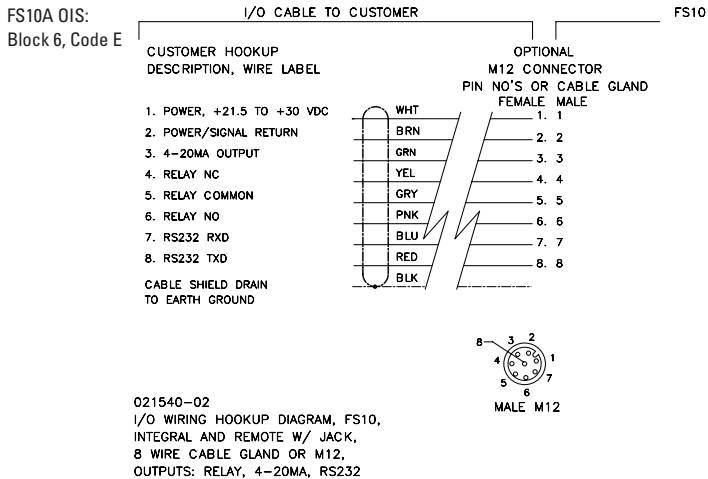 FS10A OIS:
Block 6, Code E
I/O CABLE TO CUSTOMER
FS10
CUSTOMER HOOKUP
DESCRIPTION, WIRE LABEL
OPTIONAL
M12 CONNECTOR
PIN NO'S OR CABLE GLAND
FEMALE MALE
1. POWER, +21.5 TO +30 VDC WHT 1. 1
2. POWER/SIGNAL RETURN BRN 2. 2
3. 4-20MA OUTPUT GRN 3. 3
4. RELAY NC YEL 4. 4
5. RELAY COMMON GRY 5. 5
6. RELAY NO PNK 6. 6
7. RS232 RXD BLU 7. 7
8. RS232 TXD RED 8. 8
CABLE SHIELD DRAIN BLK
TO EARTH GROUND
8 3 2
4 1
5 6 7
MALE M12
021540-02
I/O WIRING HOOKUP DIAGRAM, FS10,
INTEGRAL AND REMOTE W/ JACK,
8 WIRE CABLE GLAND OR M12,
OUTPUTS: RELAY, 4-20MA, RS232